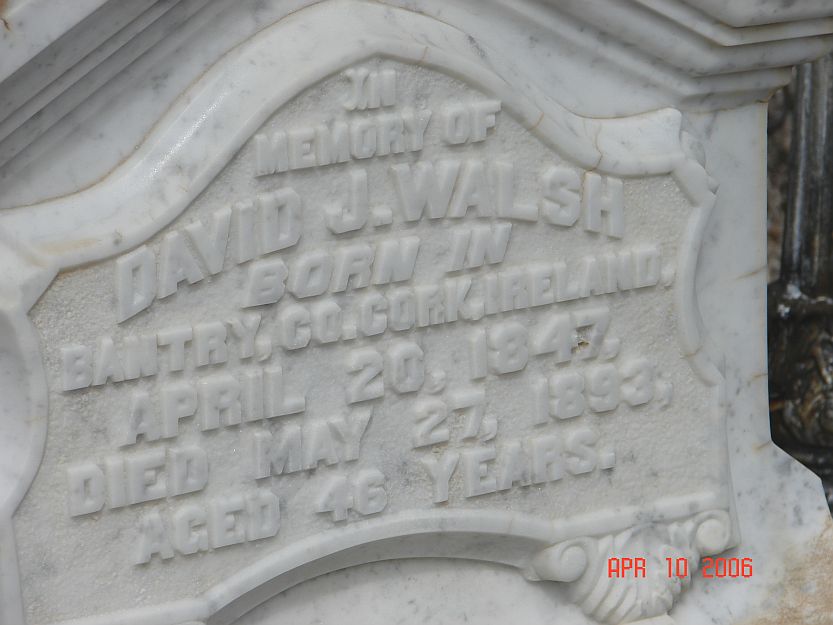 IN
MEMORY OF
DAVID J. WALSH
BORN IN
BANTRY, CO. CORK, IRELAND,
APRIL 20, 1847,
DIED MAY 27, 1893,
AGED 46 YEARS.
APR 10 2006